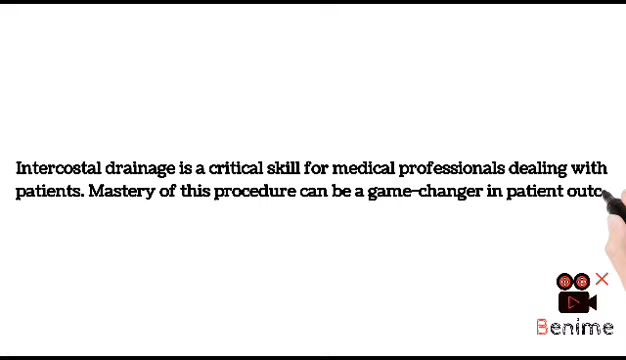 Intercostal drainage is a critical skill for medical professionals dealing with
patients. Mastery of this procedure can be a game-changer in patient outc
Benime